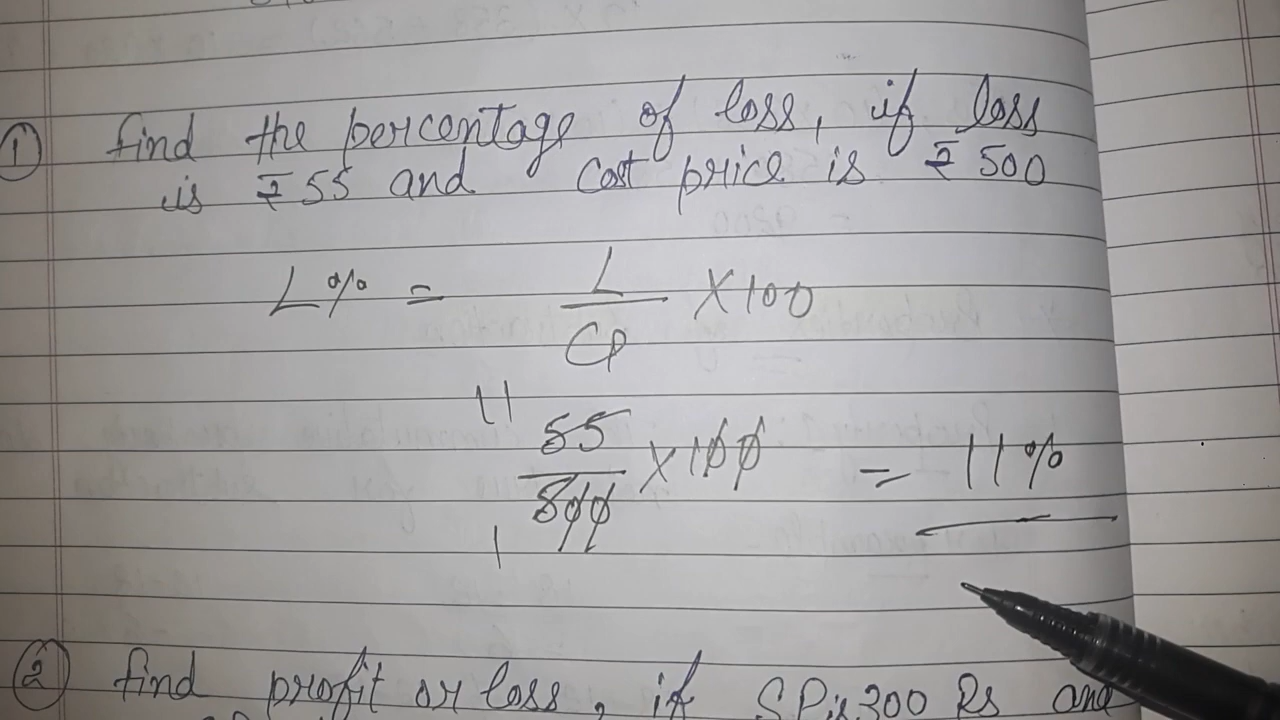 ① find the percentage of loss, if loss
is ₹ 55 and cost price is ₹ 500
L% = L/CP × 100
11
55/500 × 100 = 11%
1
② find profit or loss, if SP is 300 Rs and